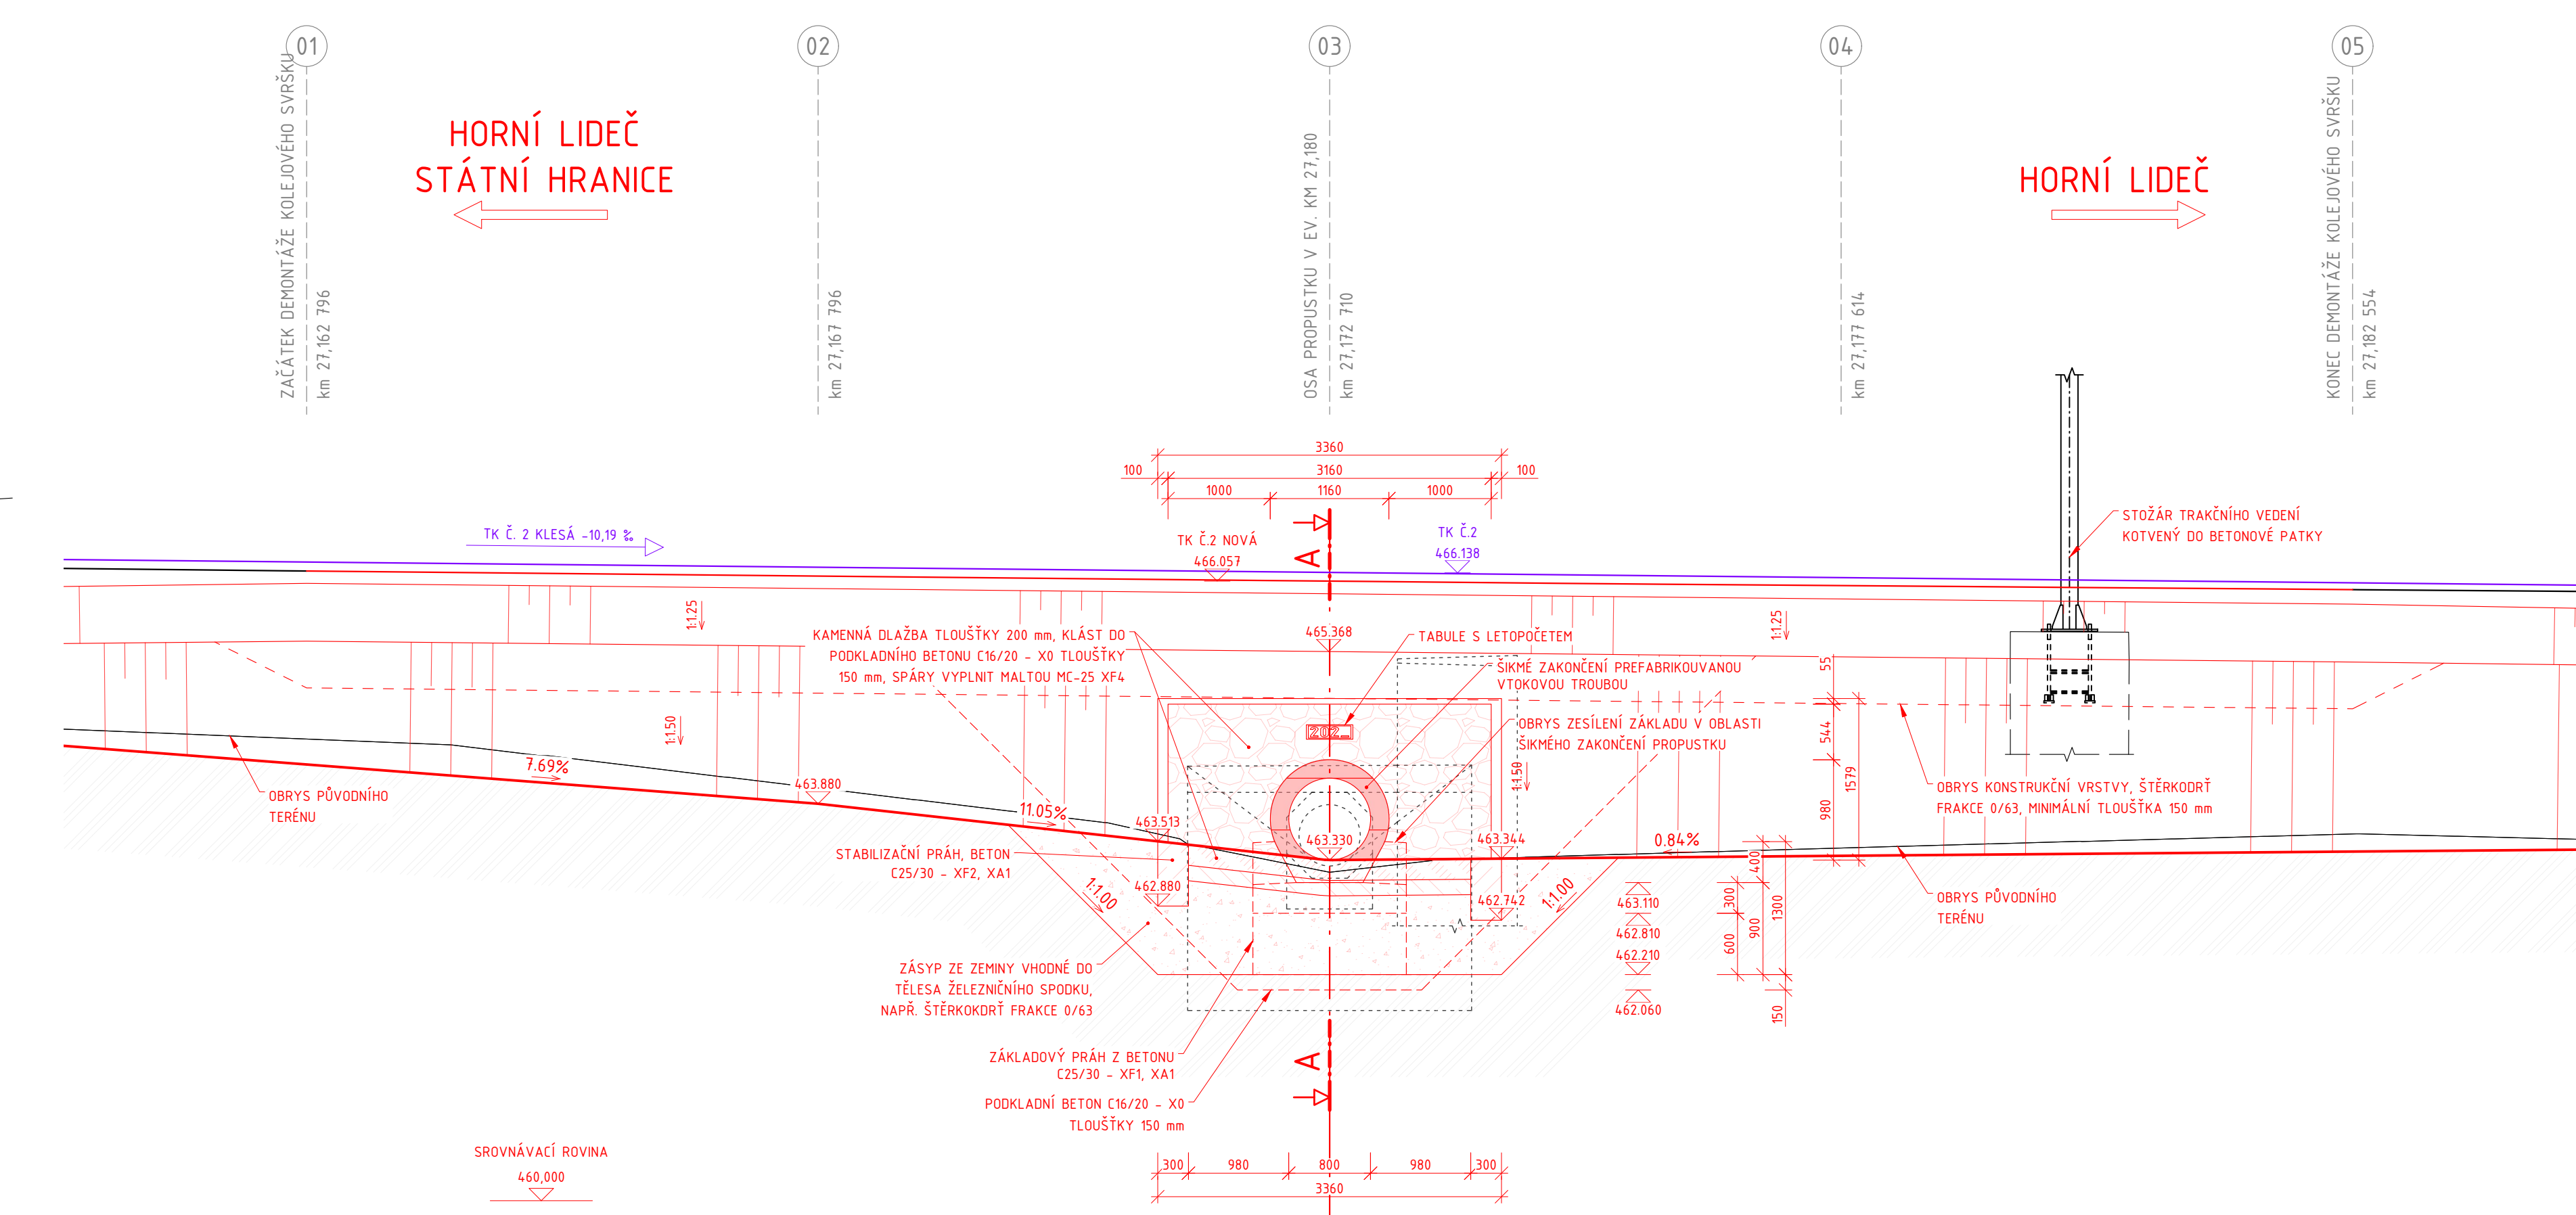 01
02
03
04
05
ZAČÁTEK DEMONTÁŽE KOLEJOVÉHO SVRŠKU
km 27,162 796
km 27,167 796
OSA PROPUSTKU V EV. KM 27,180
km 27,172 710
km 27,177 614
KONEC DEMONTÁŽE KOLEJOVÉHO SVRŠKU
km 27,182 554
HORNÍ LIDEČ
STÁTNÍ HRANICE
HORNÍ LIDEČ
3360
100
3160
100
1000
1160
1000
TK Č. 2 KLESÁ -10,19 ‰
TK Č.2 NOVÁ
466.057
A
TK Č.2
466.138
STOŽÁR TRAKČNÍHO VEDENÍ
KOTVENÝ DO BETONOVÉ PATKY
1:1.25
1:1.25
KAMENNÁ DLAŽBA TLOUŠŤKY 200 mm, KLÁST DO
PODKLADNÍHO BETONU C16/20 - X0 TLOUŠŤKY
150 mm, SPÁRY VYPLNIT MALTOU MC-25 XF4
465.368
TABULE S LETOPOČETEM
ŠIKMÉ ZAKONČENÍ PREFABRIKOUVANOU
VTOKOVOU TROUBOU
OBRYS ZESÍLENÍ ZÁKLADU V OBLASTI
ŠIKMÉHO ZAKONČENÍ PROPUSTKU
202_
1:1.50
1:1.50
55
544
980
1579
7.69%
463.880
OBRYS PŮVODNÍHO
TERÉNU
OBRYS KONSTRUKČNÍ VRSTVY, ŠTĚRKODRŤ
FRAKCE 0/63, MINIMÁLNÍ TLOUŠŤKA 150 mm
11.05%
463.513
463.330
463.344
0.84%
STABILIZAČNÍ PRÁH, BETON
C25/30 - XF2, XA1
462.880
462.742
1:1.00
1:1.00
463.110
462.810
462.210
462.060
300
600
400
900
1300
150
OBRYS PŮVODNÍHO
TERÉNU
ZÁSYP ZE ZEMINY VHODNÉ DO
TĚLESA ŽELEZNIČNÍHO SPODKU,
NAPŘ. ŠTĚRKOKDRŤ FRAKCE 0/63
ZÁKLADOVÝ PRÁH Z BETONU
C25/30 - XF1, XA1
A
PODKLADNÍ BETON C16/20 - X0
TLOUŠŤKY 150 mm
SROVNÁVACÍ ROVINA
460,000
300
980
800
980
300
3360